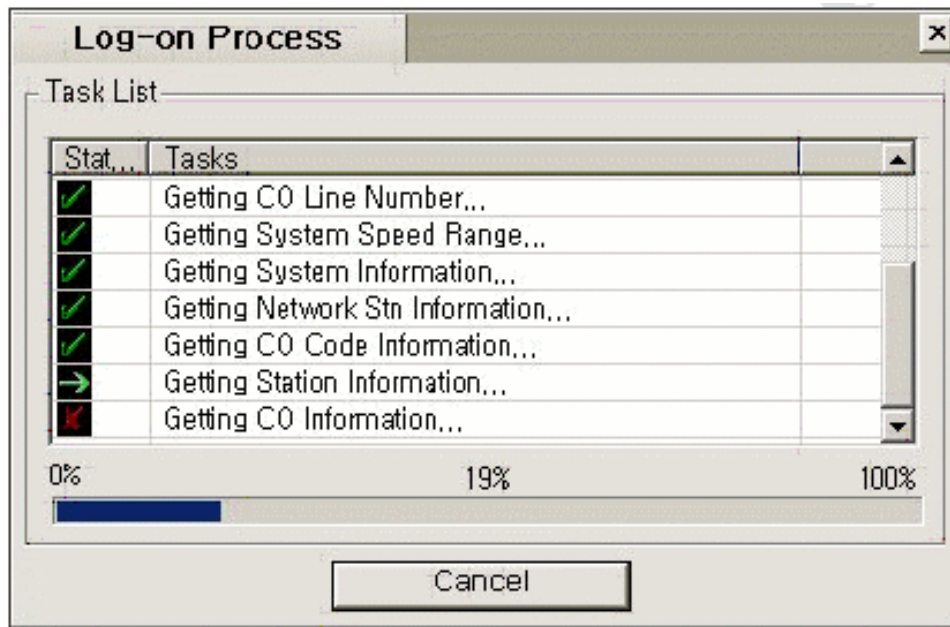 Log-on Process
Task List
Stat... Tasks
Getting CO Line Number...
Getting System Speed Range...
Getting System Information...
Getting Network Stn Information...
Getting CO Code Information...
Getting Station Information...
Getting CO Information...
0% 19% 100%
Cancel